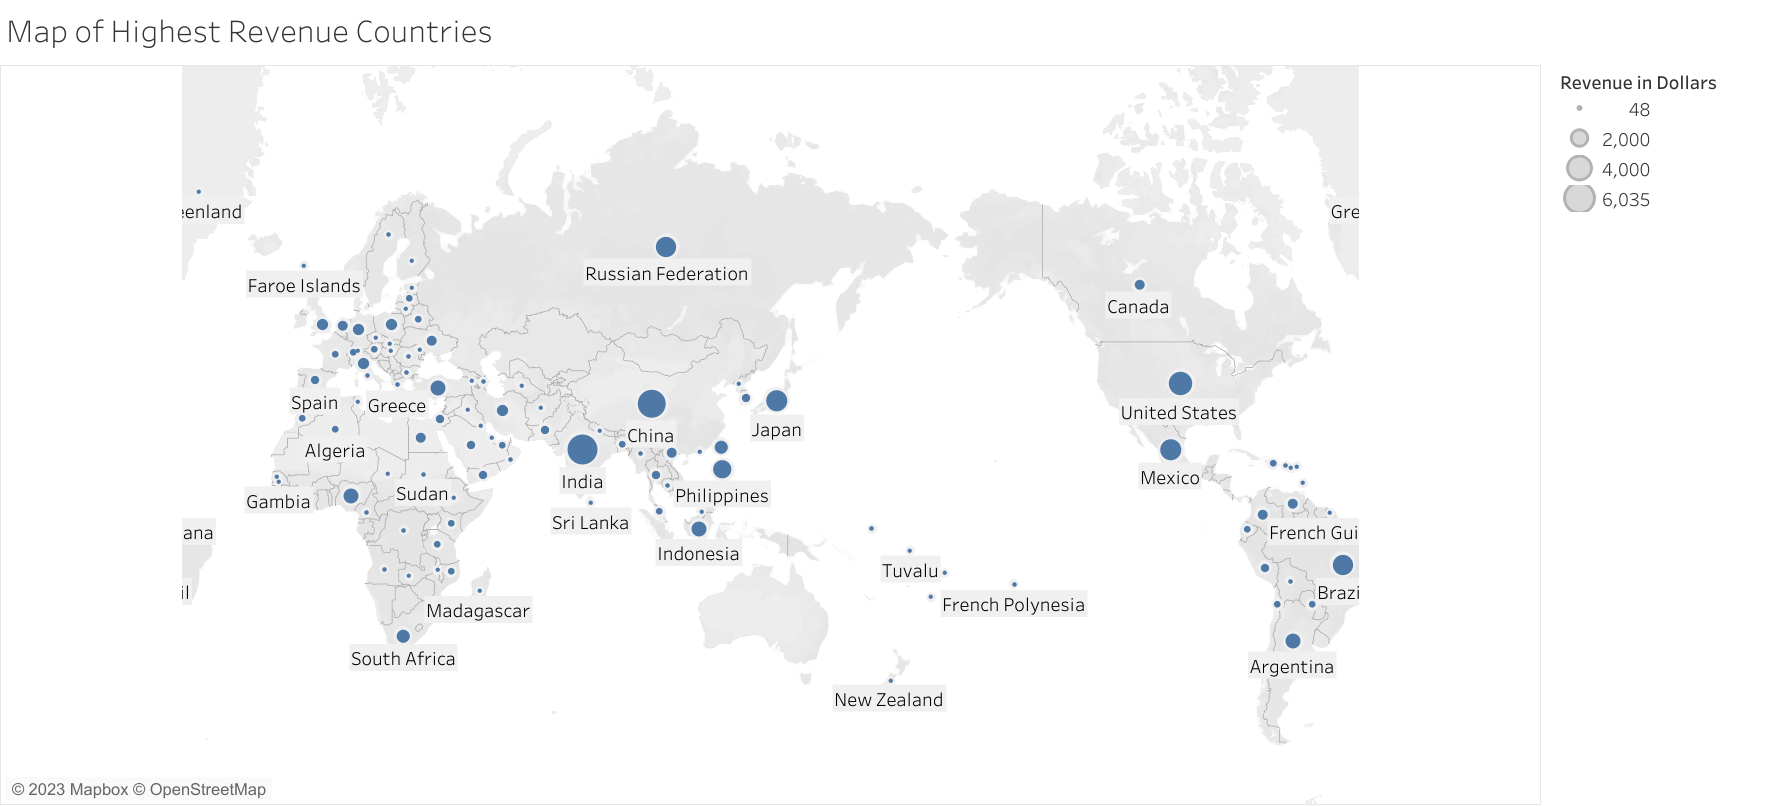 Map of Highest Revenue Countries
Revenue in Dollars
48
2,000
4,000
6,035
eenland
Gre
Faroe Islands
Russian Federation
Canada
Spain
Greece
United States
Algeria
China
Japan
India
Mexico
Gambia
Sudan
Philippines
Sri Lanka
ana
French Gui
Indonesia
Tuvalu
il
Brazi
French Polynesia
Madagascar
South Africa
Argentina
New Zealand
© 2023 Mapbox © OpenStreetMap